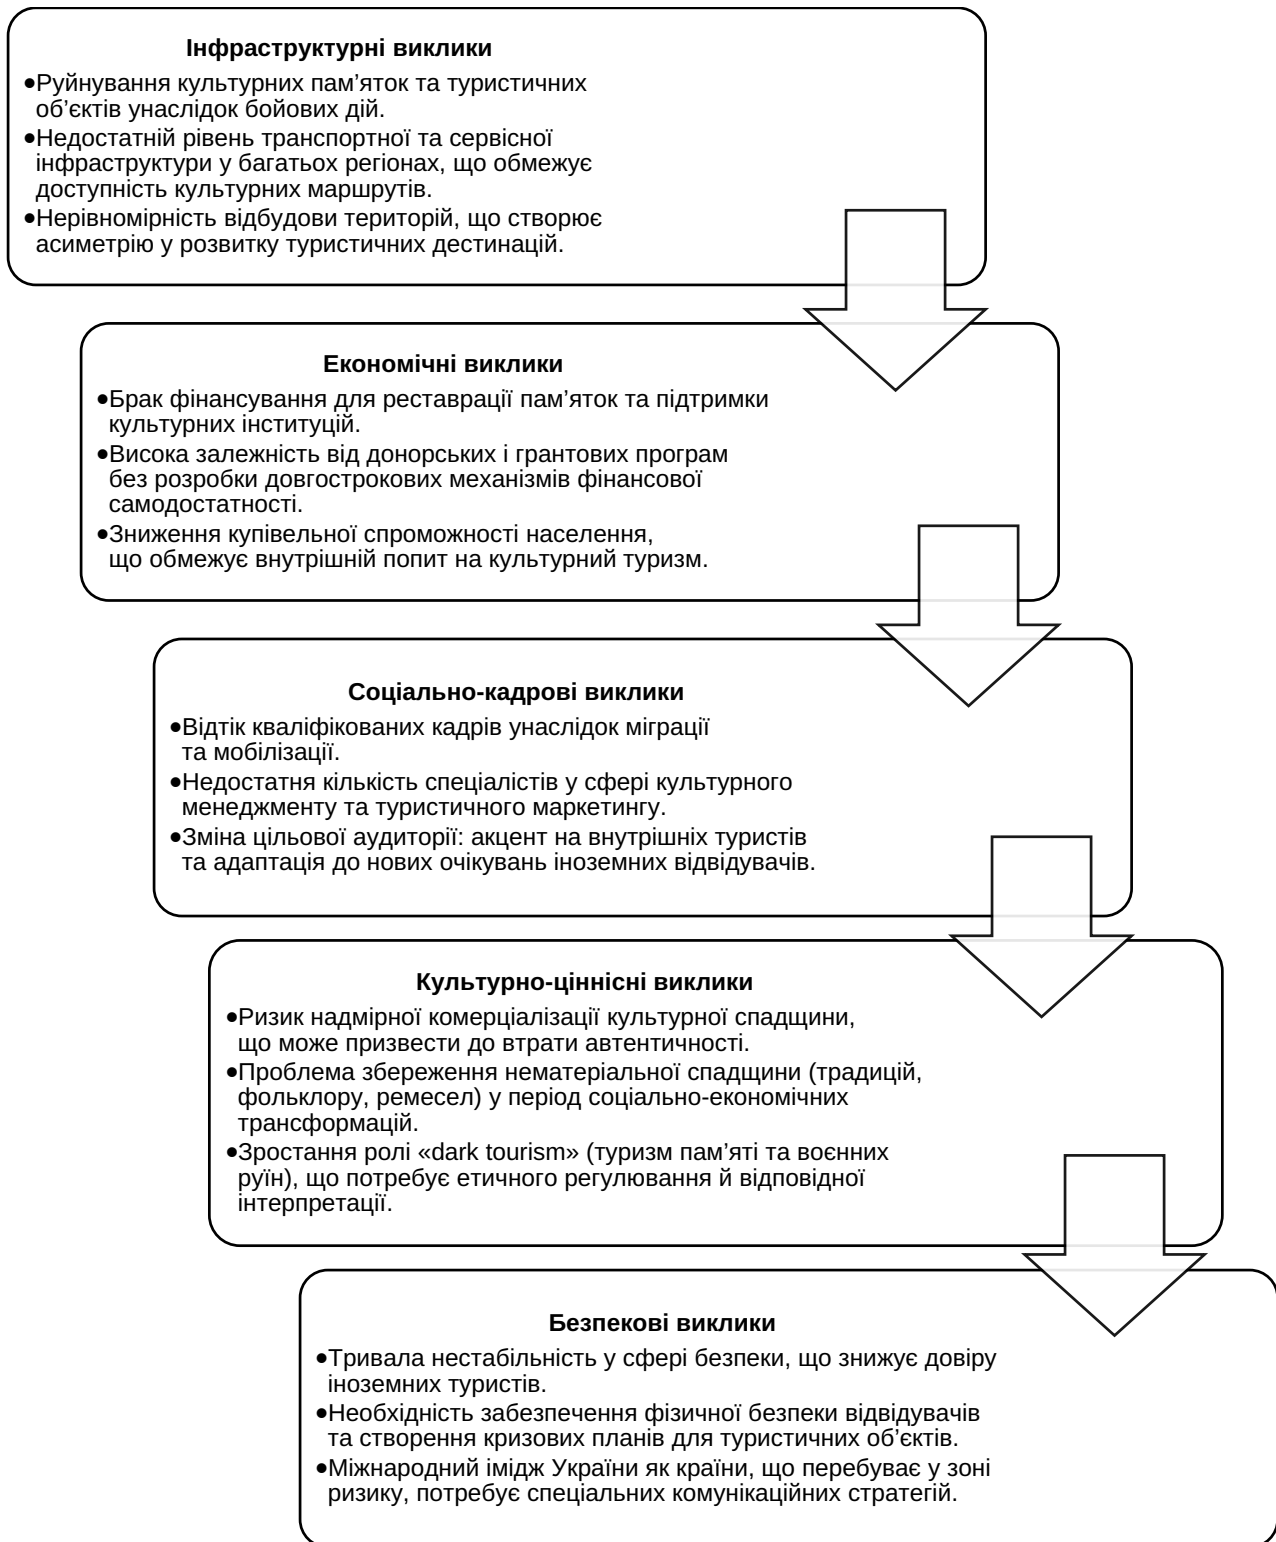 Інфраструктурні виклики
•Руйнування культурних пам’яток та туристичних
об’єктів унаслідок бойових дій.
•Недостатній рівень транспортної та сервісної
інфраструктури у багатьох регіонах, що обмежує
доступність культурних маршрутів.
•Нерівномірність відбудови територій, що створює
асиметрію у розвитку туристичних дестинацій.
Економічні виклики
•Брак фінансування для реставрації пам’яток та підтримки
культурних інституцій.
•Висока залежність від донорських і грантових програм
без розробки довгострокових механізмів фінансової
самодостатності.
•Зниження купівельної спроможності населення,
що обмежує внутрішній попит на культурний туризм.
Соціально-кадрові виклики
•Відтік кваліфікованих кадрів унаслідок міграції
та мобілізації.
•Недостатня кількість спеціалістів у сфері культурного
менеджменту та туристичного маркетингу.
•Зміна цільової аудиторії: акцент на внутрішніх туристів
та адаптація до нових очікувань іноземних відвідувачів.
Культурно-ціннісні виклики
•Ризик надмірної комерціалізації культурної спадщини,
що може призвести до втрати автентичності.
•Проблема збереження нематеріальної спадщини (традицій,
фольклору, ремесел) у період соціально-економічних
трансформацій.
•Зростання ролі «dark tourism» (туризм пам’яті та воєнних
руїн), що потребує етичного регулювання й відповідної
інтерпретації.
Безпекові виклики
•Тривала нестабільність у сфері безпеки, що знижує довіру
іноземних туристів.
•Необхідність забезпечення фізичної безпеки відвідувачів
та створення кризових планів для туристичних об’єктів.
•Міжнародний імідж України як країни, що перебуває у зоні
ризику, потребує спеціальних комунікаційних стратегій.